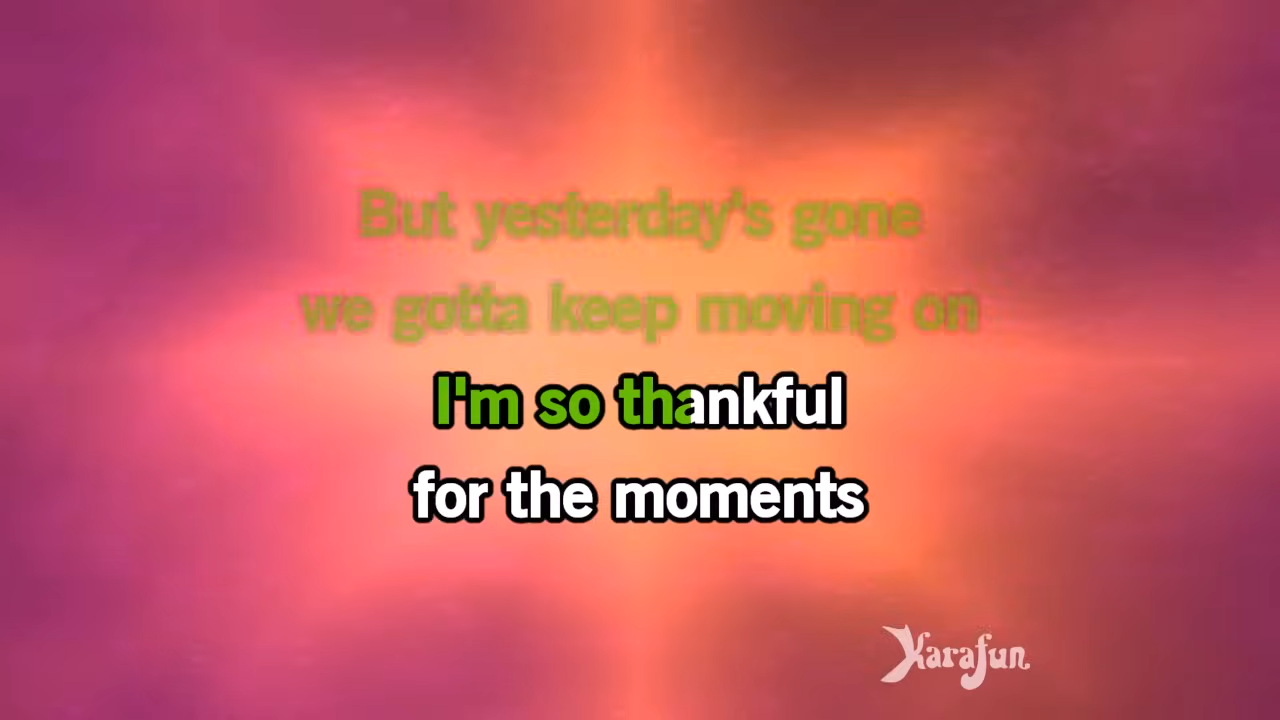 But yesterday's gone
we gotta keep moving on
I'm so thankful
for the moments
Karafun